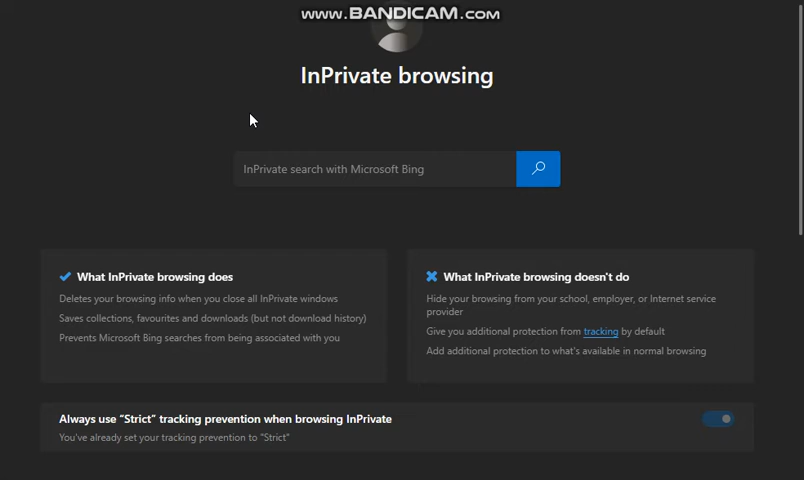 www.BANDICAM.com
InPrivate browsing
InPrivate search with Microsoft Bing
What InPrivate browsing does
Deletes your browsing info when you close all InPrivate windows
Saves collections, favourites and downloads (but not download history)
Prevents Microsoft Bing searches from being associated with you
What InPrivate browsing doesn't do
Hide your browsing from your school, employer, or Internet service
provider
Give you additional protection from tracking by default
Add additional protection to what's available in normal browsing
Always use “Strict” tracking prevention when browsing InPrivate
You've already set your tracking prevention to “Strict”